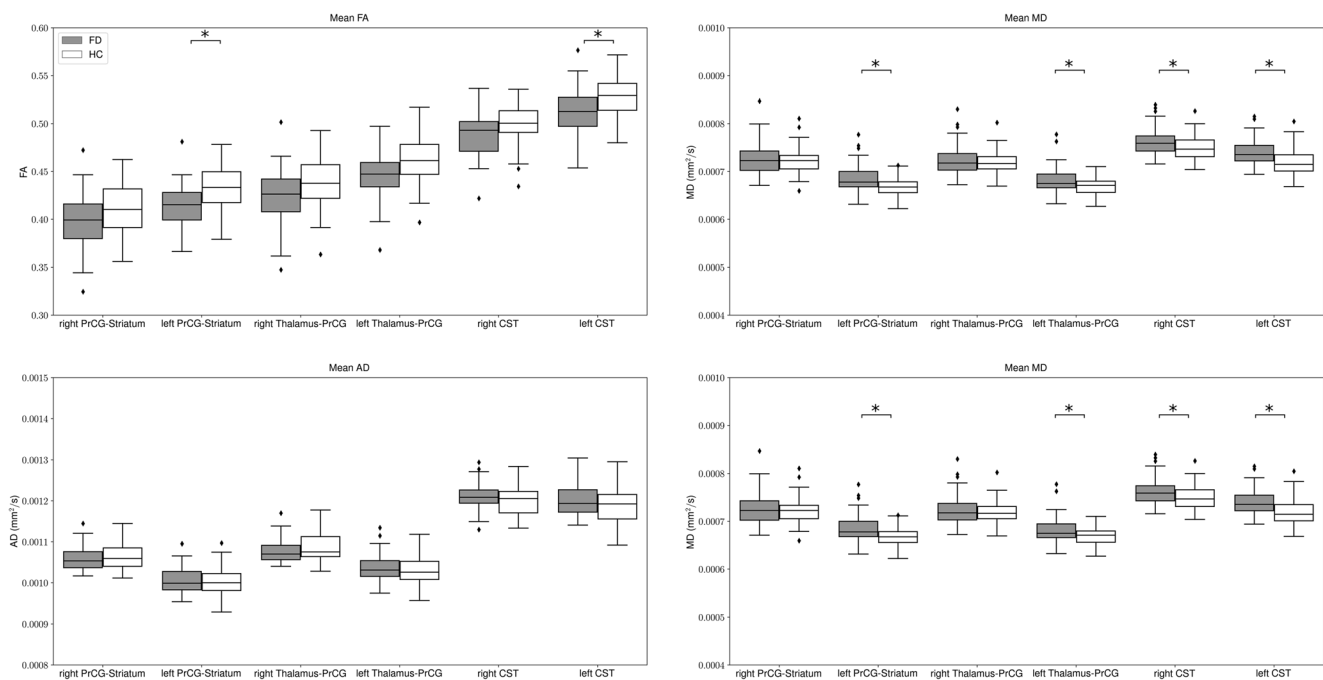 Mean FA
0.60
0.55
0.50
0.45
0.40
0.35
0.30
FA
FD
HC
*
*
right PrCG-Striatum
left PrCG-Striatum
right Thalamus-PrCG
left Thalamus-PrCG
right CST
left CST
Mean MD
0.0010
0.0009
0.0008
0.0007
0.0006
0.0005
0.0004
MD (mm²/s)
*
*
*
*
right PrCG-Striatum
left PrCG-Striatum
right Thalamus-PrCG
left Thalamus-PrCG
right CST
left CST
Mean AD
0.0015
0.0014
0.0013
0.0012
0.0011
0.0010
0.0009
0.0008
AD (mm²/s)
right PrCG-Striatum
left PrCG-Striatum
right Thalamus-PrCG
left Thalamus-PrCG
right CST
left CST
Mean MD
0.0010
0.0009
0.0008
0.0007
0.0006
0.0005
0.0004
MD (mm²/s)
*
*
*
*
right PrCG-Striatum
left PrCG-Striatum
right Thalamus-PrCG
left Thalamus-PrCG
right CST
left CST